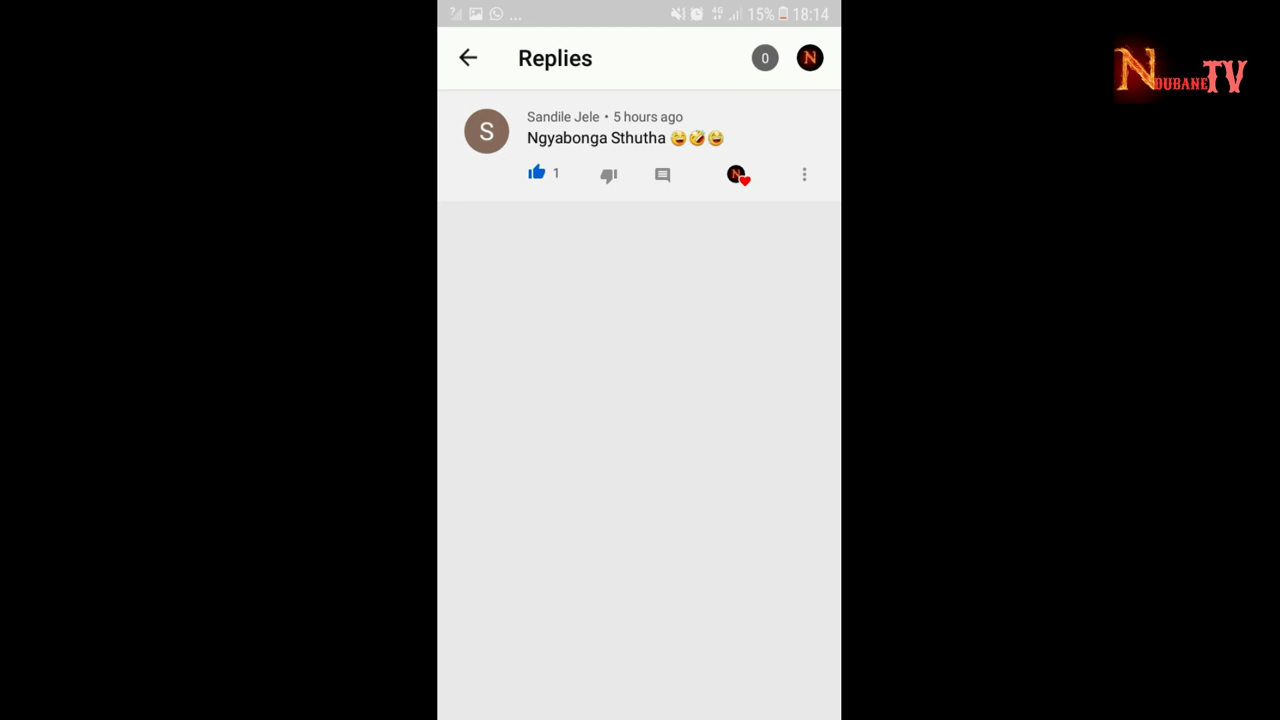 15% 18:14
Replies
0
N
NDUBANE TV
Sandile Jele • 5 hours ago
S
Ngyabonga Sthutha 😂🤣😂
1
N